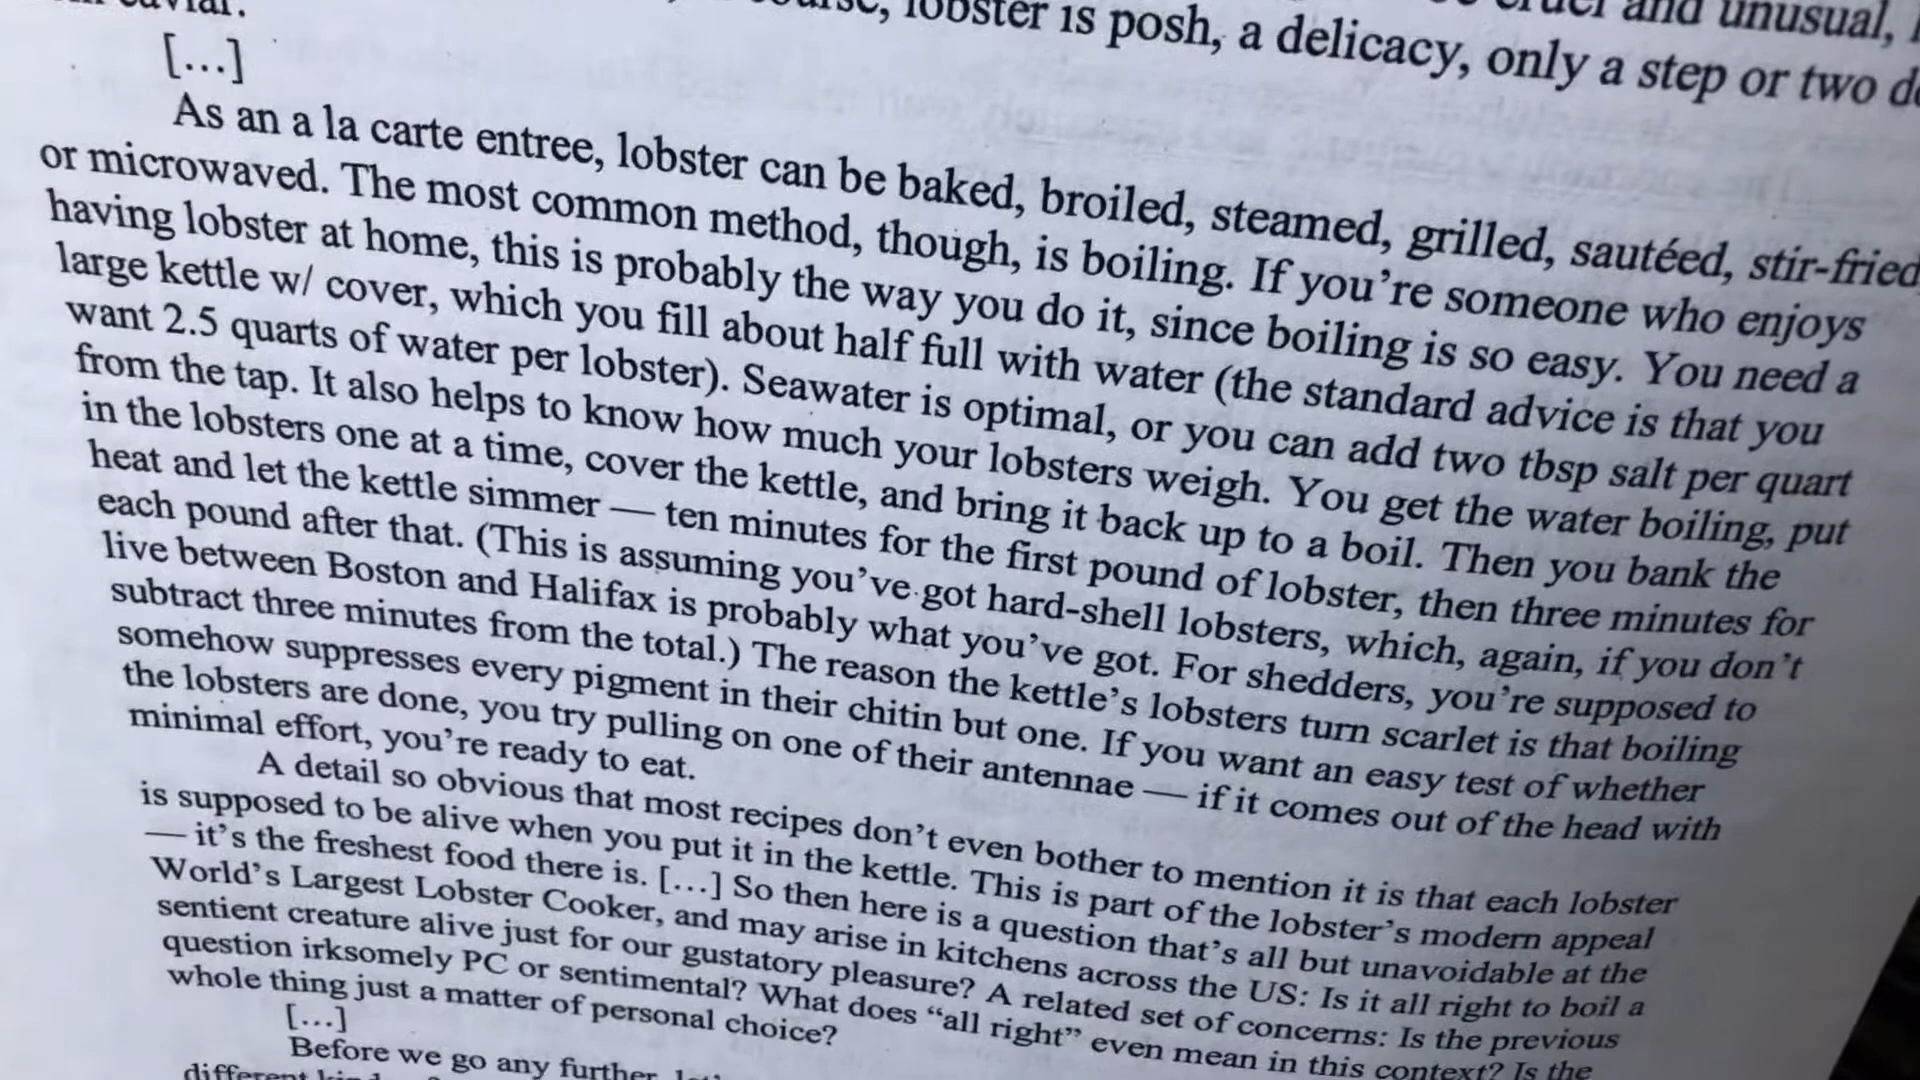 lobster is posh, a delicacy, only a step or two
[...]
As an a la carte entree, lobster can be baked, broiled, steamed, grilled, sautéed, stir-fried,
or microwaved. The most common method, though, is boiling. If you're someone who enjoys
having lobster at home, this is probably the way you do it, since boiling is so easy. You need a
large kettle w/ cover, which you fill about half full with water (the standard advice is that you
want 2.5 quarts of water per lobster). Seawater is optimal, or you can add two tbsp salt per quart
from the tap. It also helps to know how much your lobsters weigh. You get the water boiling, put
in the lobsters one at a time, cover the kettle, and bring it back up to a boil. Then you bank the
heat and let the kettle simmer — ten minutes for the first pound of lobster, then three minutes for
each pound after that. (This is assuming you've got hard-shell lobsters, which, again, if you don't
live between Boston and Halifax is probably what you've got. For shedders, you're supposed to
subtract three minutes from the total.) The reason the kettle's lobsters turn scarlet is that boiling
somehow suppresses every pigment in their chitin but one. If you want an easy test of whether
the lobsters are done, you try pulling on one of their antennae — if it comes out of the head with
minimal effort, you're ready to eat.
A detail so obvious that most recipes don't even bother to mention it is that each lobster
is supposed to be alive when you put it in the kettle. This is part of the lobster's modern appeal
— it's the freshest food there is. [...] So then here is a question that's all but unavoidable at the
World's Largest Lobster Cooker, and may arise in kitchens across the US: Is it all right to boil a
sentient creature alive just for our gustatory pleasure? A related set of concerns: Is the previous
question irksomely PC or sentimental? What does “all right” even mean in this context? Is the
whole thing just a matter of personal choice?
[...]
Before we go any further,
different